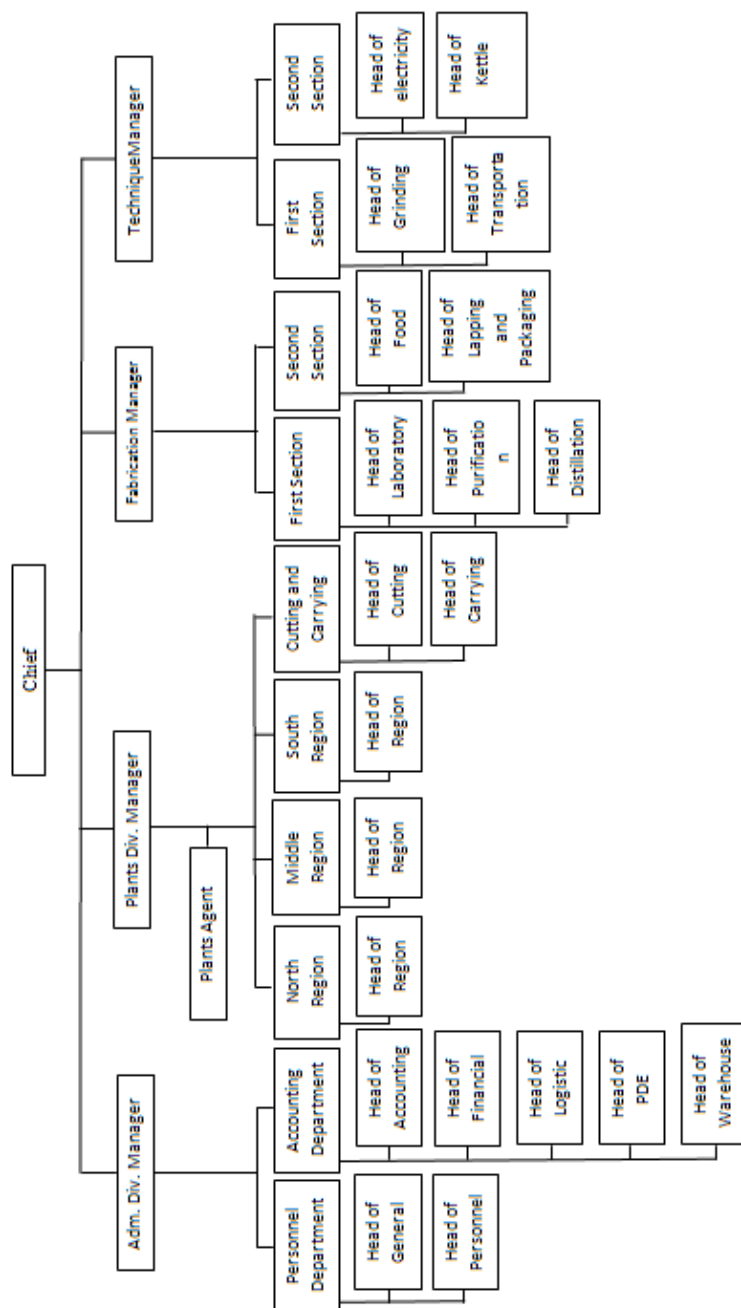 Chief
Adm. Div. Manager
Plants Div. Manager
Fabrication Manager
TechniqueManager
Plants Agent
Personnel
Department
Accounting
Department
North
Region
Middle
Region
South
Region
Cutting and
Carrying
First Section
Second
Section
First
Section
Second
Section
Head of
General
Head of
Personnel
Head of
Accounting
Head of
Financial
Head of
Logistic
Head of
PDE
Head of
Warehouse
Head of
Region
Head of
Region
Head of
Region
Head of
Cutting
Head of
Carrying
Head of
Laboratory
Head of
Purificatio
n
Head of
Distillation
Head of
Food
Head of
Lapping
and
Packaging
Head of
Grinding
Head of
Transporta
tion
Head of
electricity
Head of
Kettle